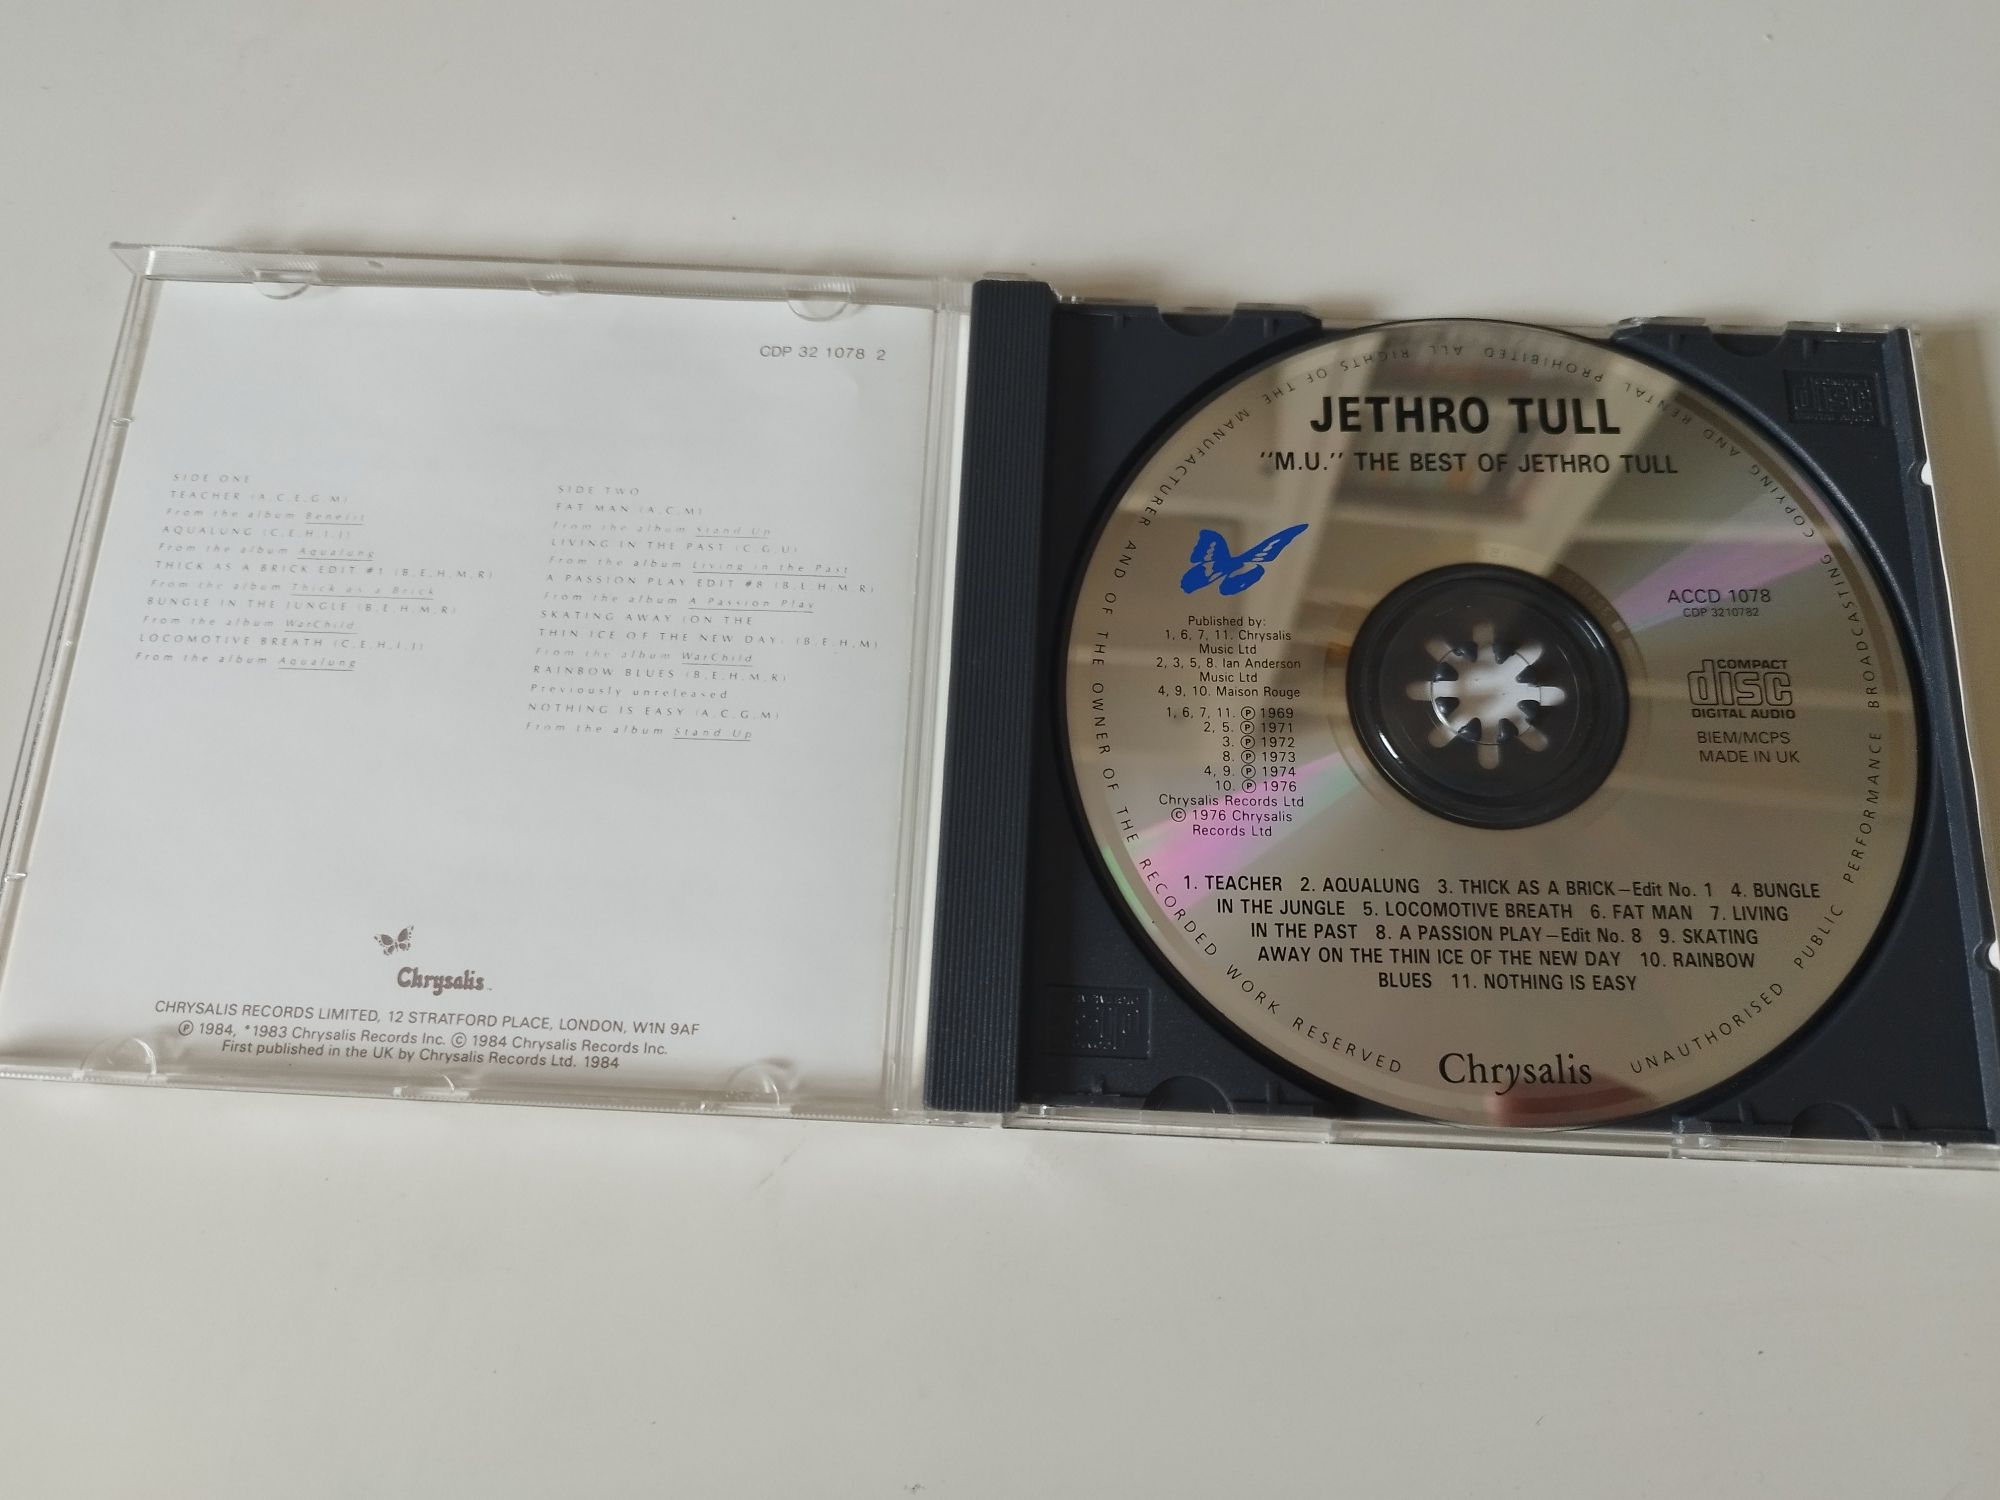 CDP 32 1078 2
SIDE ONE
TEACHER (A,C,E,G,M)
From the album Benefit
AQUALUNG (C,E,H,I,J)
From the album Aqualung
THICK AS A BRICK EDIT #1 (B,E,H,M,R)
From the album Thick as a Brick
BUNGLE IN THE JUNGLE (B,E,H,M,R)
From the album WarChild
LOCOMOTIVE BREATH (C,E,H,I,J)
From the album Aqualung
SIDE TWO
FAT MAN (A,C,M)
From the album Stand Up
LIVING IN THE PAST (C,G,U)
From the album Living in the Past
A PASSION PLAY EDIT #8 (B,E,H,M,R)
From the album A Passion Play
SKATING AWAY (ON THE
THIN ICE OF THE NEW DAY) (B,E,H,M)
From the album WarChild
RAINBOW BLUES (B,E,H,M,R)
Previously unreleased
NOTHING IS EASY (A,C,G,M)
From the album Stand Up
Chrysalis
CHRYSALIS RECORDS LIMITED, 12 STRATFORD PLACE, LONDON, W1N 9AF
℗ 1984, *1983 Chrysalis Records Inc. © 1984 Chrysalis Records Inc.
First published in the UK by Chrysalis Records Ltd. 1984
JETHRO TULL
"M.U." THE BEST OF JETHRO TULL
ACCD 1078
CDP 3210782
COMPACT
disc
DIGITAL AUDIO
BIEM/MCPS
MADE IN UK
Published by:
1, 6, 7, 11. Chrysalis
Music Ltd
2, 3, 5, 8. Ian Anderson
Music Ltd
4, 9, 10. Maison Rouge
1, 6, 7, 11. ℗ 1969
2, 5. ℗ 1971
3. ℗ 1972
8. ℗ 1973
4, 9. ℗ 1974
10. ℗ 1976
Chrysalis Records Ltd
© 1976 Chrysalis
Records Ltd
1. TEACHER 2. AQUALUNG 3. THICK AS A BRICK—Edit No. 1 4. BUNGLE
IN THE JUNGLE 5. LOCOMOTIVE BREATH 6. FAT MAN 7. LIVING
IN THE PAST 8. A PASSION PLAY—Edit No. 8 9. SKATING
AWAY ON THE THIN ICE OF THE NEW DAY 10. RAINBOW
BLUES 11. NOTHING IS EASY
Chrysalis
ALL RIGHTS OF THE MANUFACTURER AND OF THE OWNER OF THE RECORDED WORK RESERVED
UNAUTHORISED PUBLIC PERFORMANCE BROADCASTING COPYING AND RENTAL PROHIBITED
disc